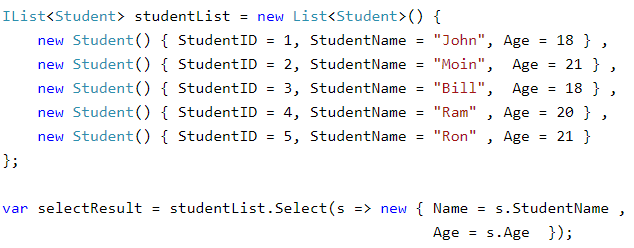 IList<Student> studentList = new List<Student>() {
    new Student() { StudentID = 1, StudentName = "John", Age = 18 } ,
    new Student() { StudentID = 2, StudentName = "Moin",  Age = 21 } ,
    new Student() { StudentID = 3, StudentName = "Bill",  Age = 18 } ,
    new Student() { StudentID = 4, StudentName = "Ram" , Age = 20 } ,
    new Student() { StudentID = 5, StudentName = "Ron" , Age = 21 }
};

var selectResult = studentList.Select(s => new { Name = s.StudentName ,
                                    Age = s.Age  });